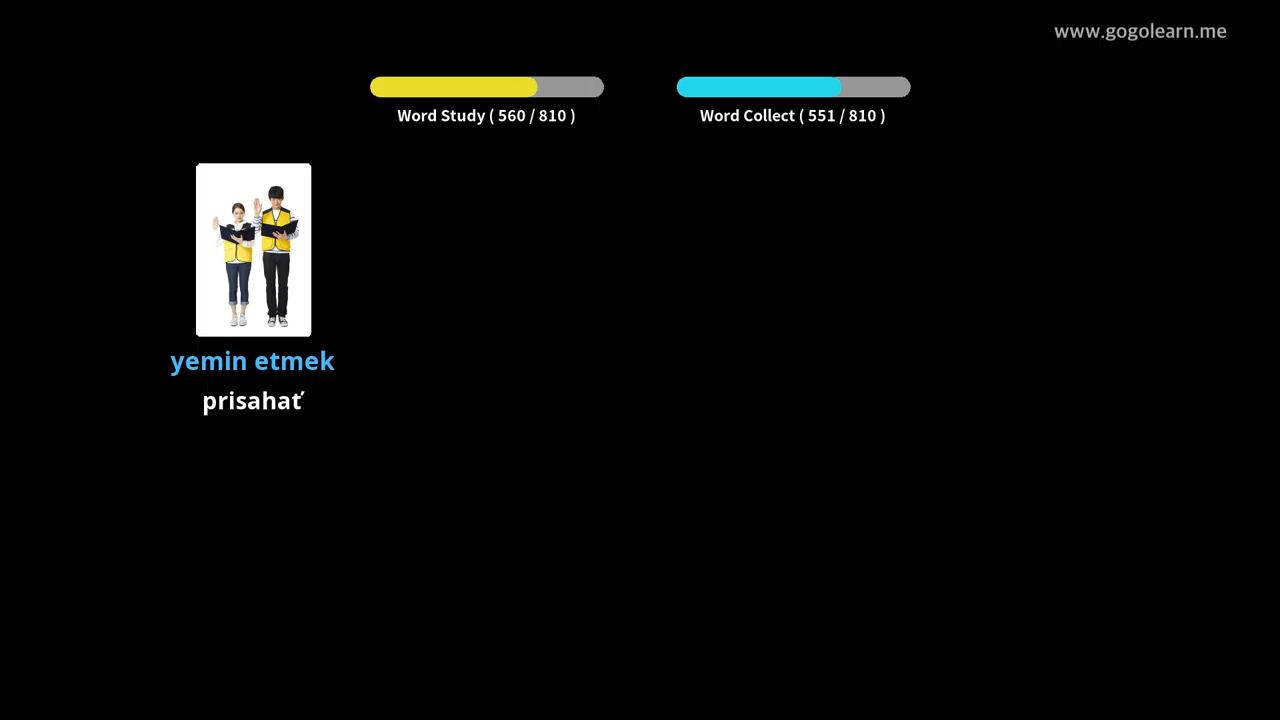 www.gogolearn.me
Word Study ( 560 / 810 )
Word Collect ( 551 / 810 )
yemin etmek
prisahať